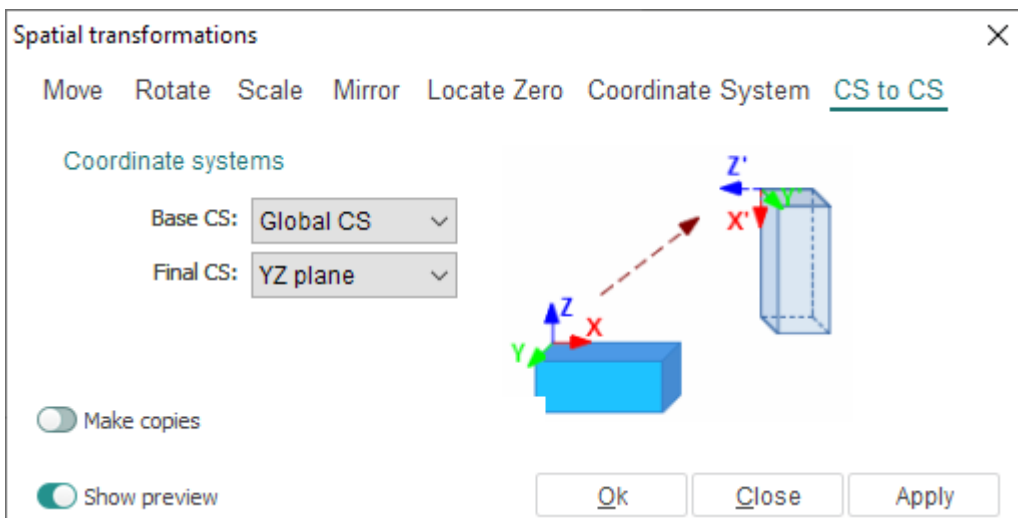 Spatial transformations
Move Rotate Scale Mirror Locate Zero Coordinate System CS to CS
Coordinate systems
Base CS: Global CS
Final CS: YZ plane
Z'
Y'
X'
Z
X
Y
Make copies
Show preview
Ok Close Apply